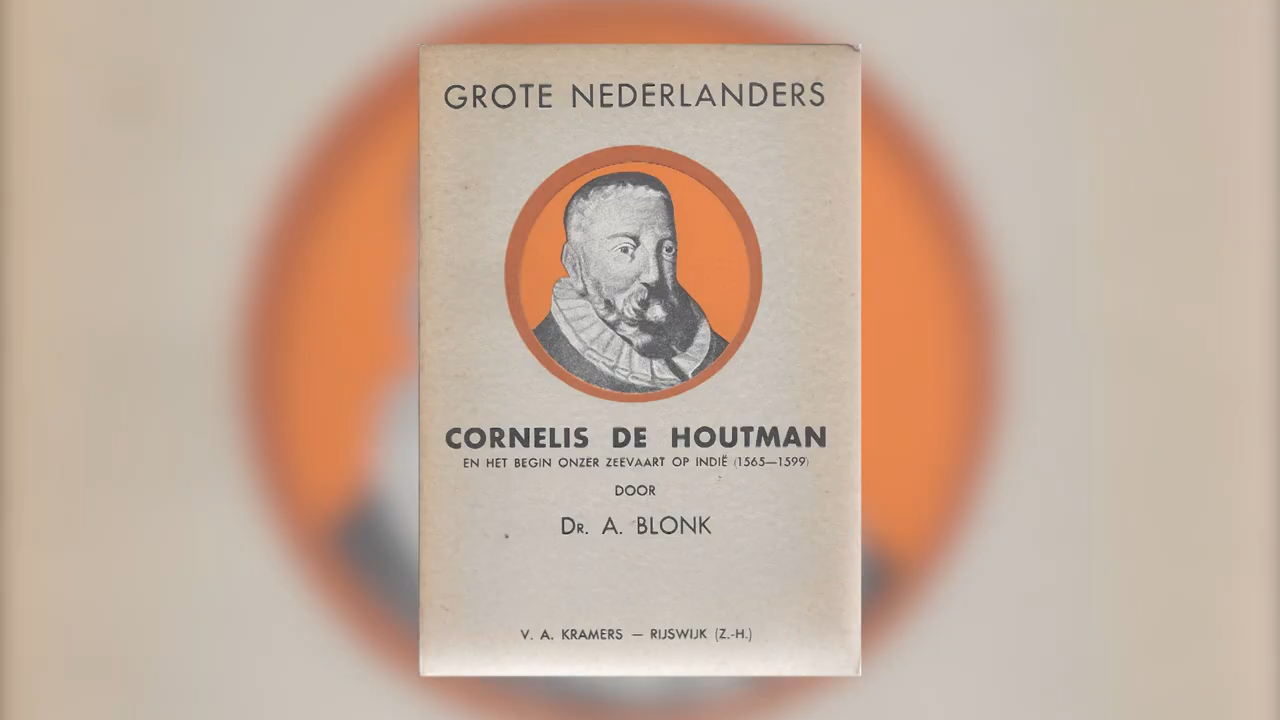 GROTE NEDERLANDERS
CORNELIS DE HOUTMAN
EN HET BEGIN ONZER ZEEVAART OP INDIË (1565—1599)
DOOR
Dr. A. BLONK
V. A. KRAMERS — RIJSWIJK (Z.-H.)